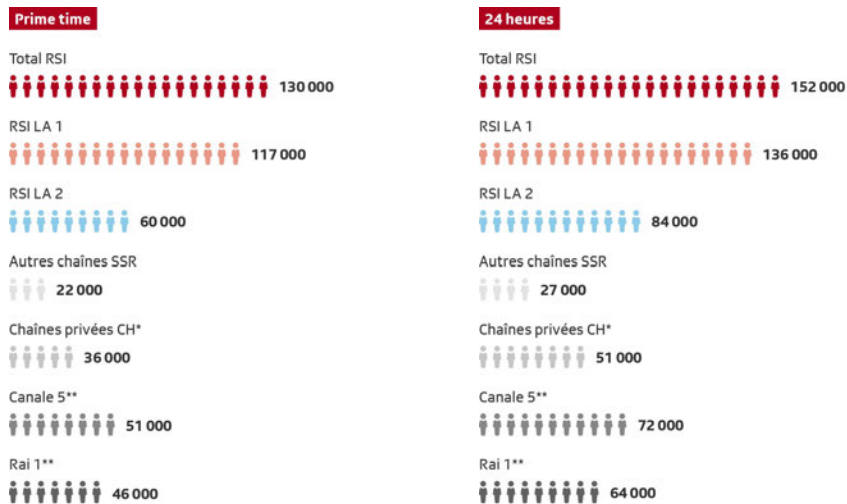 Prime time
Total RSI
130 000
RSI LA 1
117 000
RSI LA 2
60 000
Autres chaînes SSR
22 000
Chaînes privées CH*
36 000
Canale 5**
51 000
Rai 1**
46 000
24 heures
Total RSI
152 000
RSI LA 1
136 000
RSI LA 2
84 000
Autres chaînes SSR
27 000
Chaînes privées CH*
51 000
Canale 5**
72 000
Rai 1**
64 000